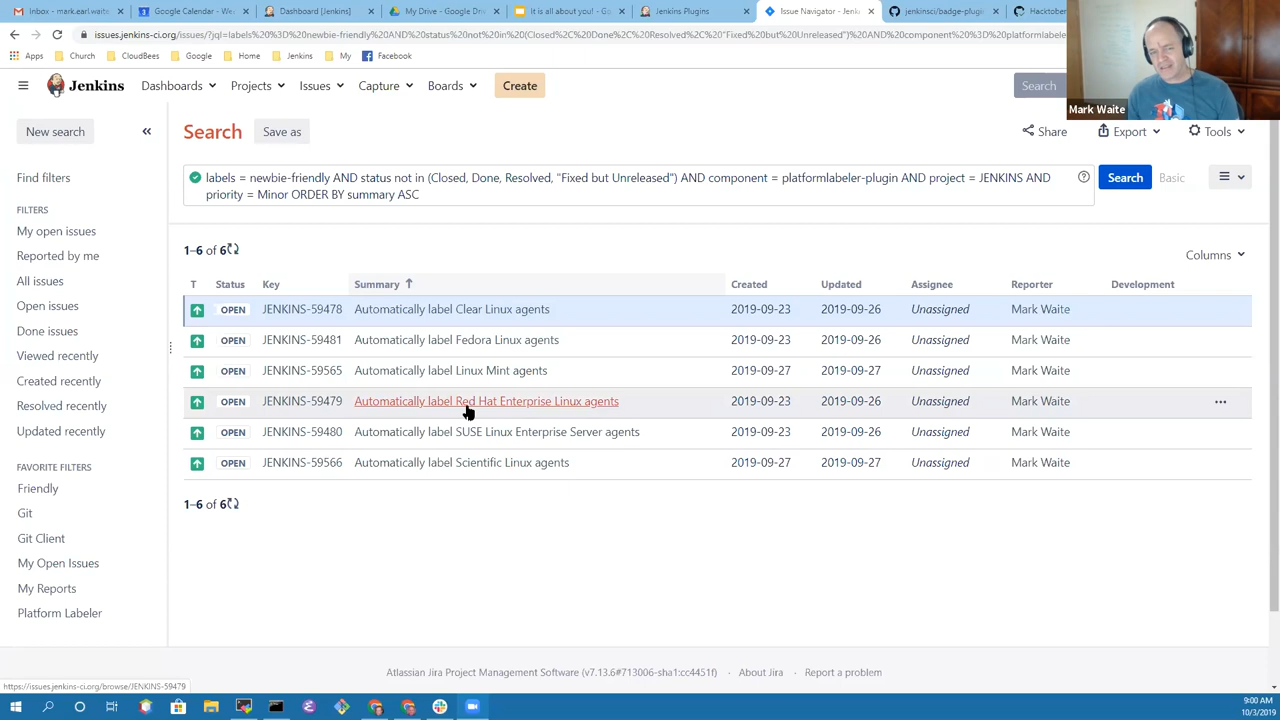 Inbox - mark.earl.waite
Google Calendar - We
Dashboard [Jenkins]
My Drive - Google Driv
It is all about you! - Go
Jenkins Plugins
Issue Navigator - Jenk
jenkinsci/badge-plugi
Hacktober
issues.jenkins-ci.org/issues/?jql=labels%20%3D%20newbie-friendly%20AND%20status%20not%20in%20(Closed%2C%20Done%2C%20Resolved%2C%20"Fixed%20but%20Unreleased")%20AND%20component%20%3D%20platformlabele
Apps
Church
CloudBees
Google
Home
Jenkins
My
Facebook
Jenkins
Dashboards
Projects
Issues
Capture
Boards
Create
Search
Mark Waite
New search
«
Search
Save as
Share
Export
Tools
Find filters
labels = newbie-friendly AND status not in (Closed, Done, Resolved, "Fixed but Unreleased") AND component = platformlabeler-plugin AND project = JENKINS AND
priority = Minor ORDER BY summary ASC
Search
Basic
FILTERS
My open issues
Reported by me
All issues
Open issues
Done issues
Viewed recently
Created recently
Resolved recently
Updated recently
FAVORITE FILTERS
Friendly
Git
Git Client
My Open Issues
My Reports
Platform Labeler
1–6 of 6
Columns
T Status Key Summary Created Updated Assignee Reporter Development
OPEN JENKINS-59478 Automatically label Clear Linux agents 2019-09-23 2019-09-26 Unassigned Mark Waite
OPEN JENKINS-59481 Automatically label Fedora Linux agents 2019-09-23 2019-09-26 Unassigned Mark Waite
OPEN JENKINS-59565 Automatically label Linux Mint agents 2019-09-27 2019-09-27 Unassigned Mark Waite
OPEN JENKINS-59479 Automatically label Red Hat Enterprise Linux agents 2019-09-23 2019-09-26 Unassigned Mark Waite
OPEN JENKINS-59480 Automatically label SUSE Linux Enterprise Server agents 2019-09-23 2019-09-26 Unassigned Mark Waite
OPEN JENKINS-59566 Automatically label Scientific Linux agents 2019-09-27 2019-09-27 Unassigned Mark Waite
1–6 of 6
Atlassian Jira Project Management Software (v7.13.6#713006-sha1:cc4451f) · About Jira · Report a problem
https://issues.jenkins-ci.org/browse/JENKINS-59479
9:00 AM
10/3/2019